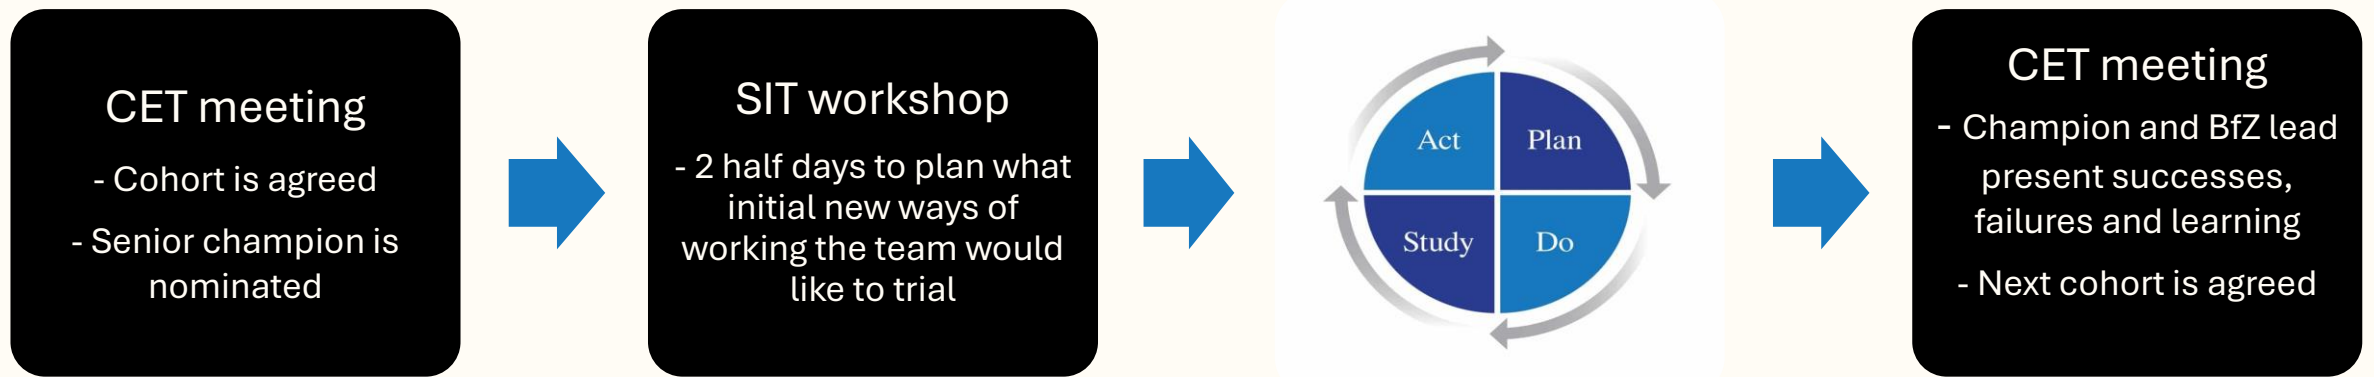 CET meeting
- Cohort is agreed
- Senior champion is
nominated
SIT workshop
- 2 half days to plan what
initial new ways of
working the team would
like to trial
Act
Plan
Study
Do
CET meeting
- Champion and BfZ lead
present successes,
failures and learning
- Next cohort is agreed